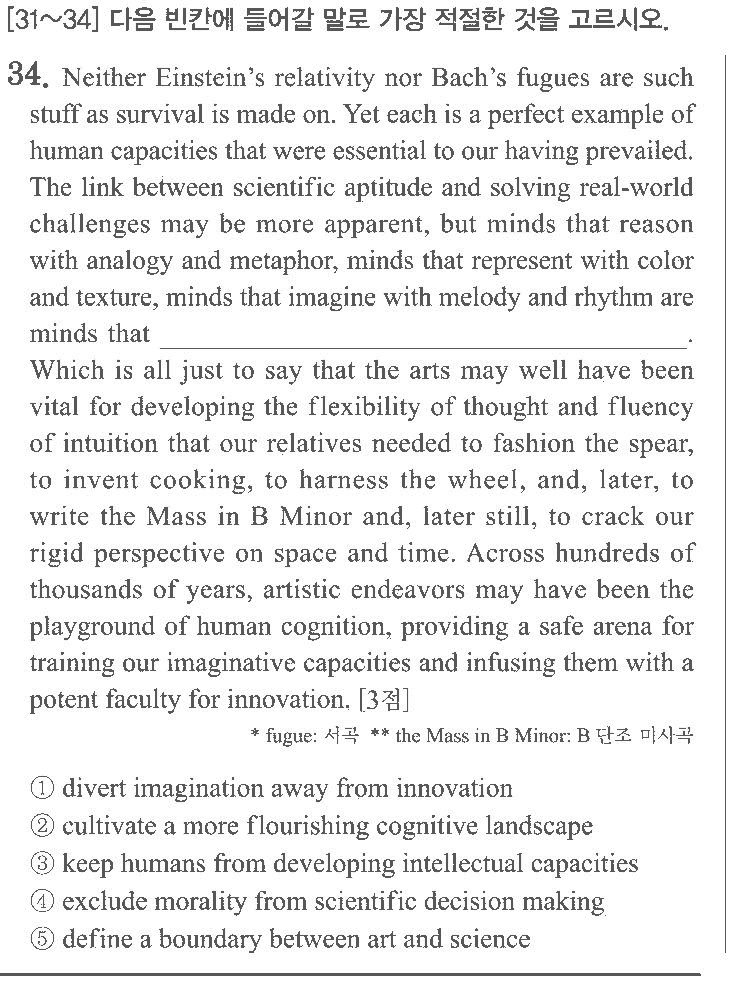 [31～34] 다음 빈칸에 들어갈 말로 가장 적절한 것을 고르시오.
34. Neither Einstein's relativity nor Bach's fugues are such
stuff as survival is made on. Yet each is a perfect example of
human capacities that were essential to our having prevailed.
The link between scientific aptitude and solving real-world
challenges may be more apparent, but minds that reason
with analogy and metaphor, minds that represent with color
and texture, minds that imagine with melody and rhythm are
minds that ______________________________.
Which is all just to say that the arts may well have been
vital for developing the flexibility of thought and fluency
of intuition that our relatives needed to fashion the spear,
to invent cooking, to harness the wheel, and, later, to
write the Mass in B Minor and, later still, to crack our
rigid perspective on space and time. Across hundreds of
thousands of years, artistic endeavors may have been the
playground of human cognition, providing a safe arena for
training our imaginative capacities and infusing them with a
potent faculty for innovation. [3점]
* fugue: 서곡 ** the Mass in B Minor: B 단조 미사곡
① divert imagination away from innovation
② cultivate a more flourishing cognitive landscape
③ keep humans from developing intellectual capacities
④ exclude morality from scientific decision making
⑤ define a boundary between art and science